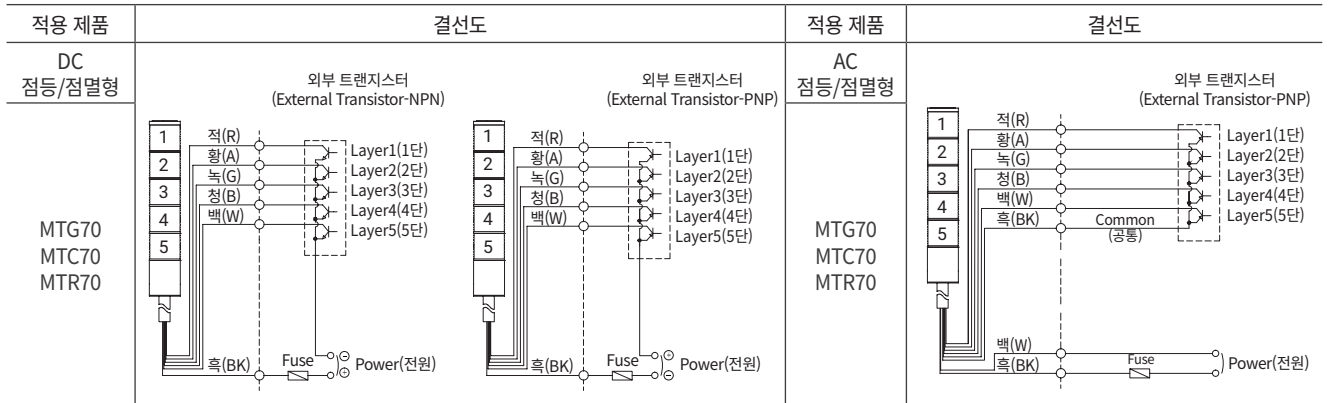 적용 제품
결선도
적용 제품
결선도
DC
점등/점멸형
MTG70
MTC70
MTR70
외부 트랜지스터
(External Transistor-NPN)
1
2
3
4
5
적(R)
황(A)
녹(G)
청(B)
백(W)
Layer1(1단)
Layer2(2단)
Layer3(3단)
Layer4(4단)
Layer5(5단)
흑(BK)
Fuse
⊖
⊕
Power(전원)
외부 트랜지스터
(External Transistor-PNP)
1
2
3
4
5
적(R)
황(A)
녹(G)
청(B)
백(W)
Layer1(1단)
Layer2(2단)
Layer3(3단)
Layer4(4단)
Layer5(5단)
흑(BK)
Fuse
⊕
⊖
Power(전원)
AC
점등/점멸형
MTG70
MTC70
MTR70
외부 트랜지스터
(External Transistor-PNP)
1
2
3
4
5
적(R)
황(A)
녹(G)
청(B)
백(W)
흑(BK)
Common
(공통)
Layer1(1단)
Layer2(2단)
Layer3(3단)
Layer4(4단)
Layer5(5단)
백(W)
흑(BK)
Fuse
Power(전원)